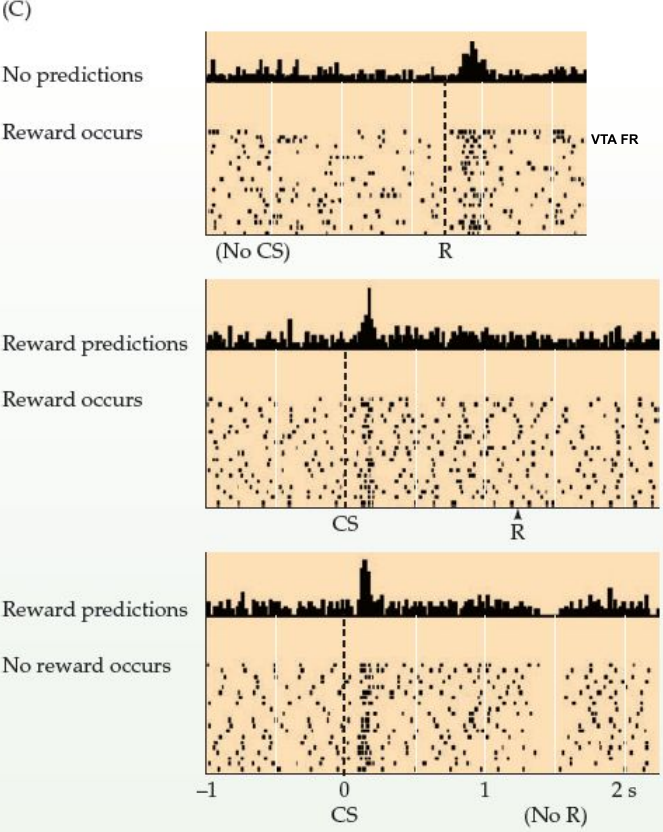 (C)
No predictions
Reward occurs
VTA FR
(No CS)
R
Reward predictions
Reward occurs
CS
R
Reward predictions
No reward occurs
–1
0
1
2 s
CS
(No R)